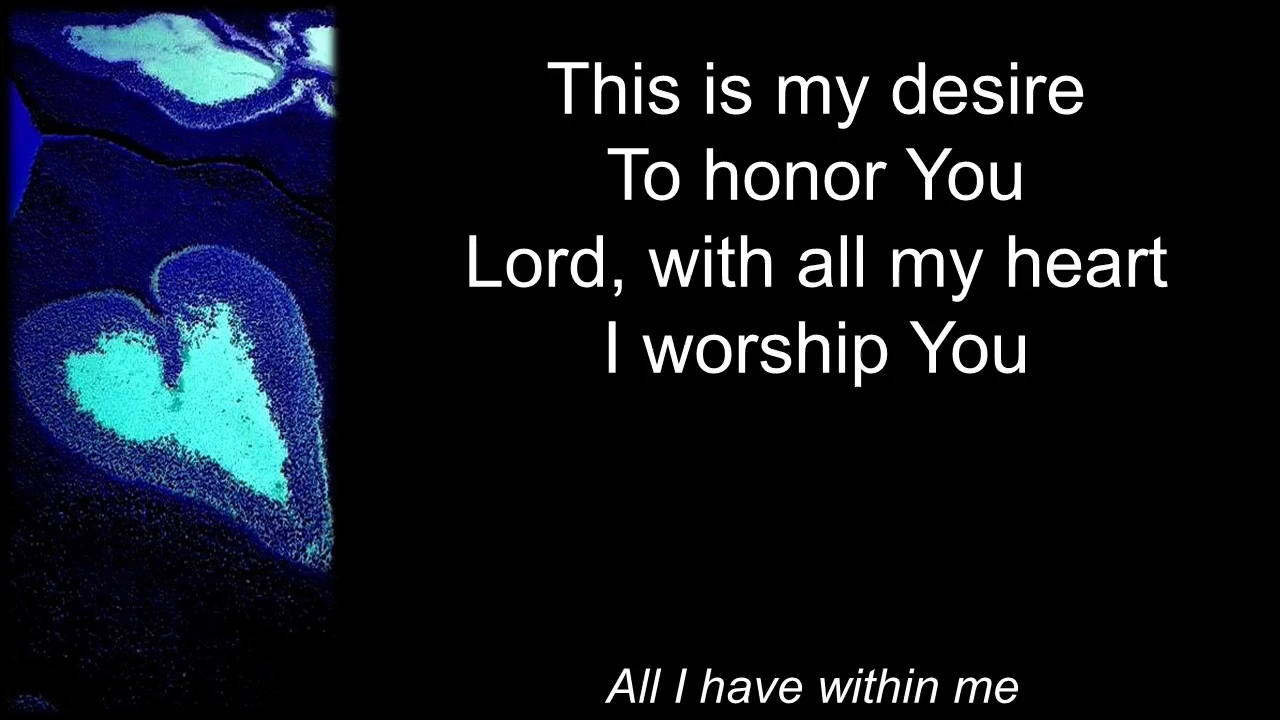 This is my desire
To honor You
Lord, with all my heart
I worship You
All I have within me